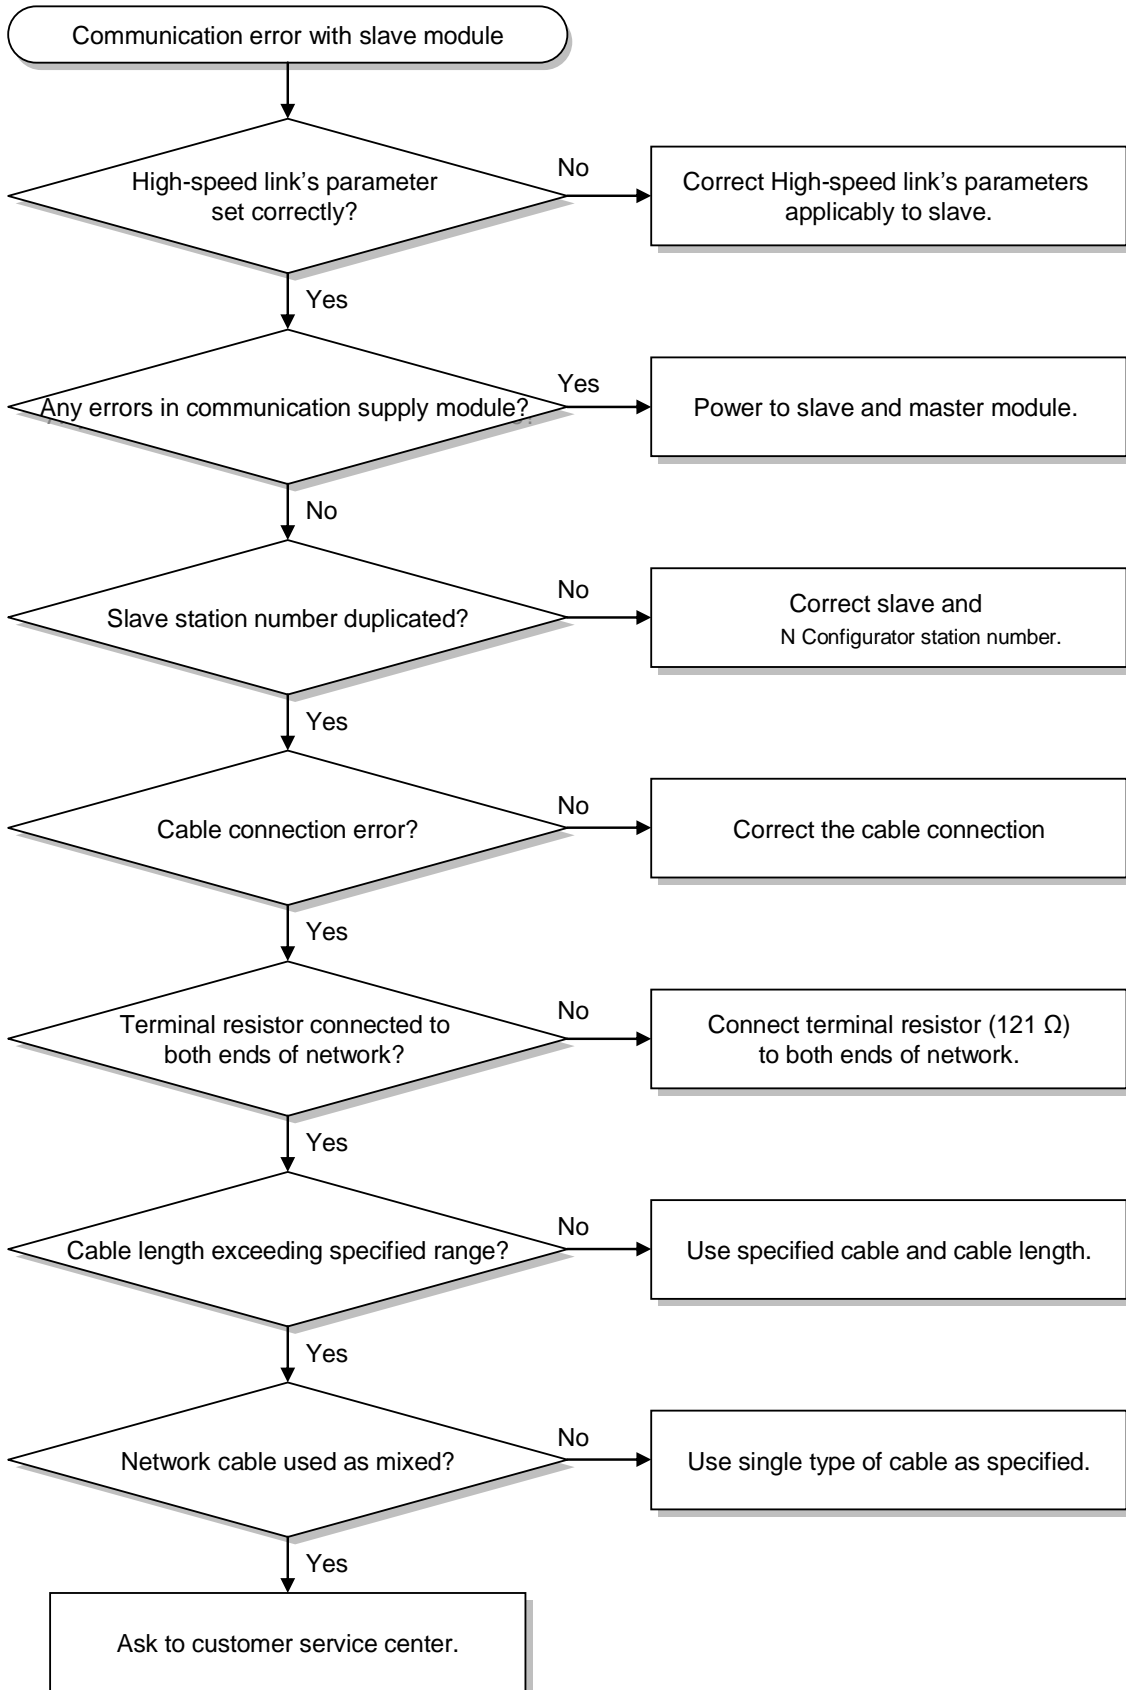 Communication error with slave module
High-speed link’s parameter
set correctly?
No
Correct High-speed link’s parameters
applicably to slave.
Yes
Any errors in communication supply module?
Yes
Power to slave and master module.
No
Slave station number duplicated?
No
Correct slave and
N Configurator station number.
Yes
Cable connection error?
No
Correct the cable connection
Yes
Terminal resistor connected to
both ends of network?
No
Connect terminal resistor (121 Ω)
to both ends of network.
Yes
Cable length exceeding specified range?
No
Use specified cable and cable length.
Yes
Network cable used as mixed?
No
Use single type of cable as specified.
Yes
Ask to customer service center.